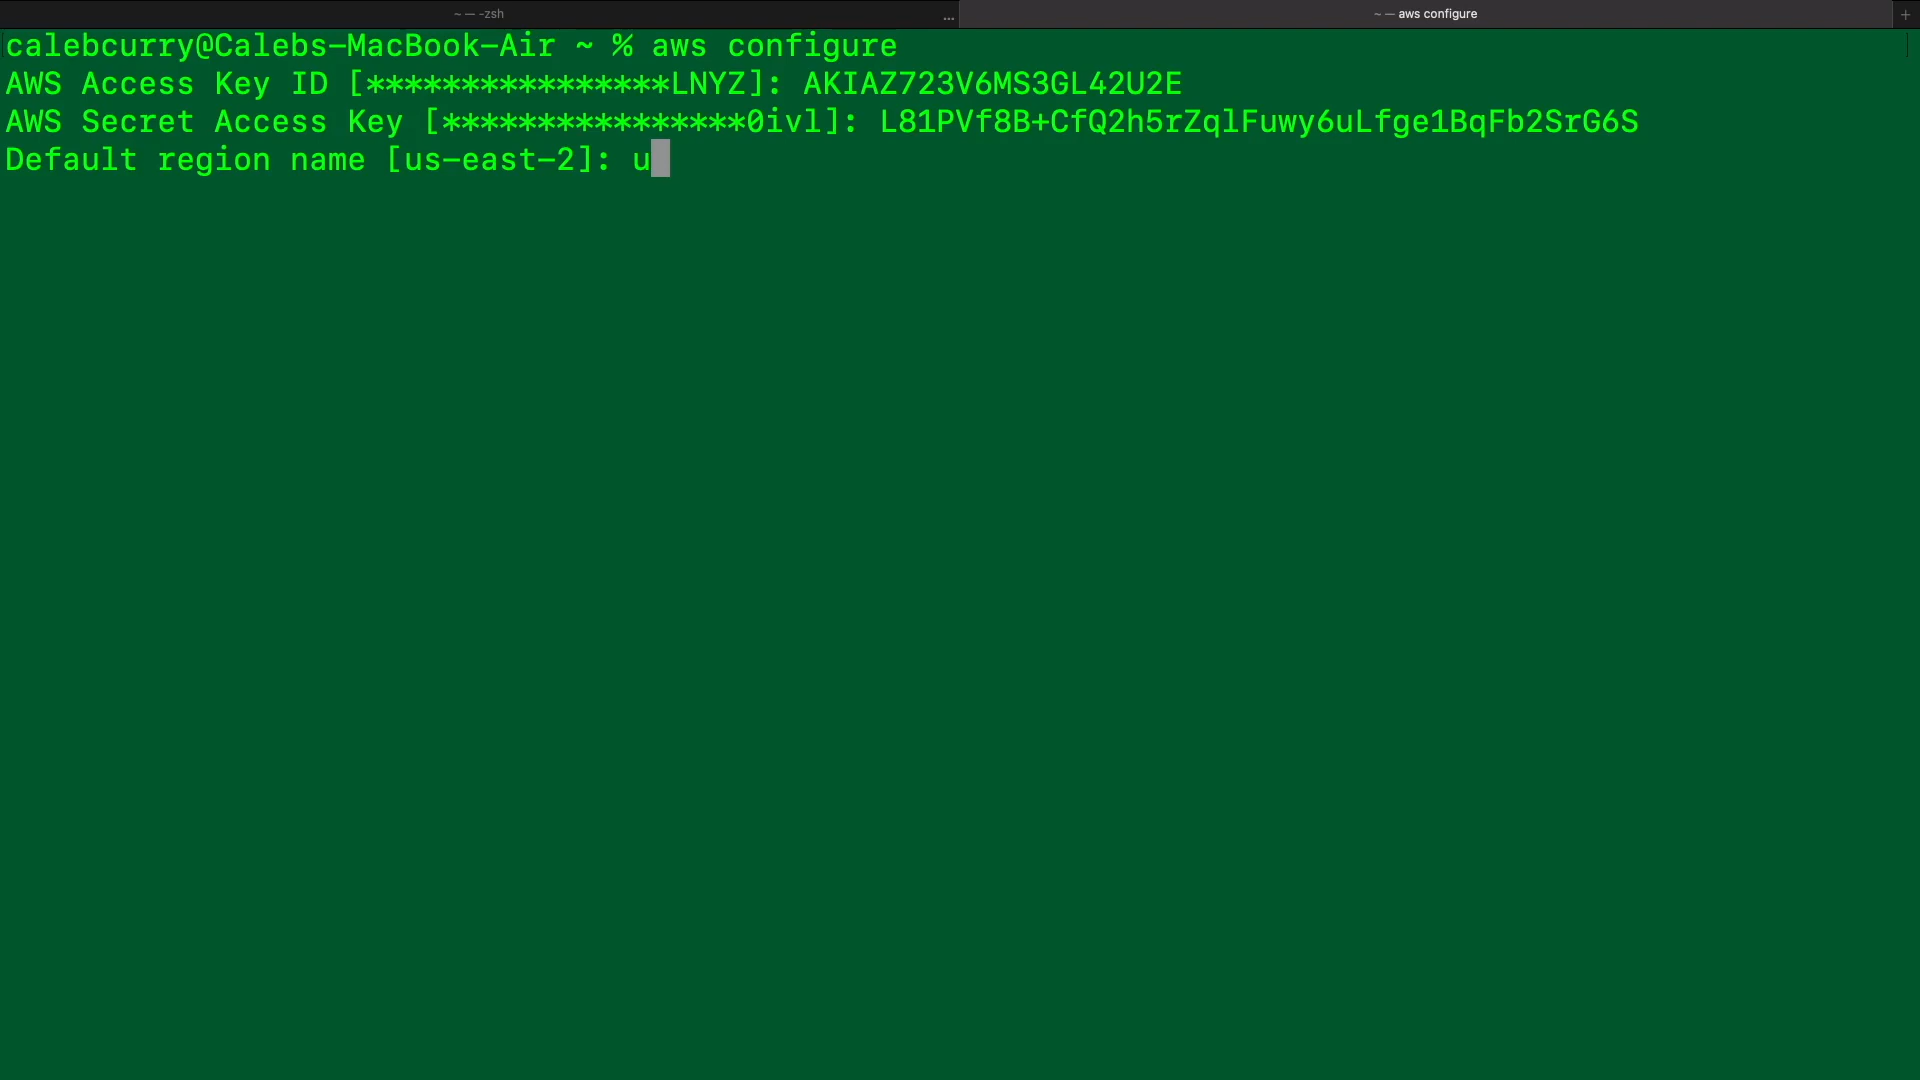 ~ — -zsh
...
~ — aws configure
+
calebcurry@Calebs-MacBook-Air ~ % aws configure
AWS Access Key ID [****************LNYZ]: AKIAZ723V6MS3GL42U2E
AWS Secret Access Key [****************0ivl]: 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
Default region name [us-east-2]: u